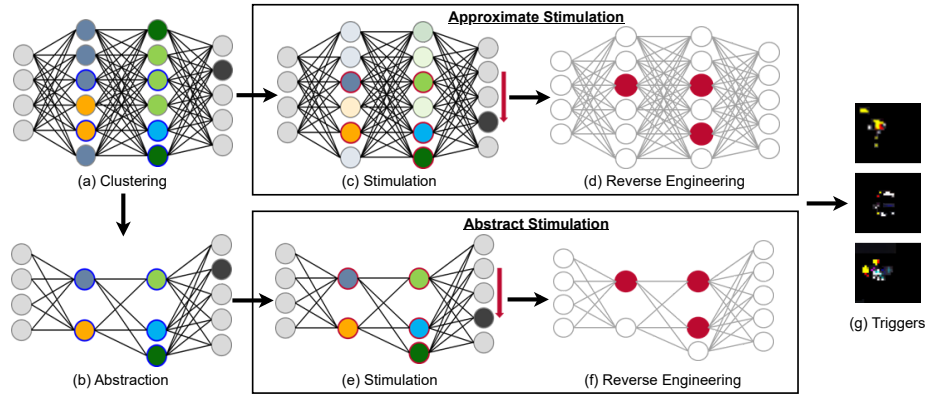 Approximate Stimulation
(a) Clustering
(c) Stimulation
(d) Reverse Engineering
Abstract Stimulation
(b) Abstraction
(e) Stimulation
(f) Reverse Engineering
(g) Triggers